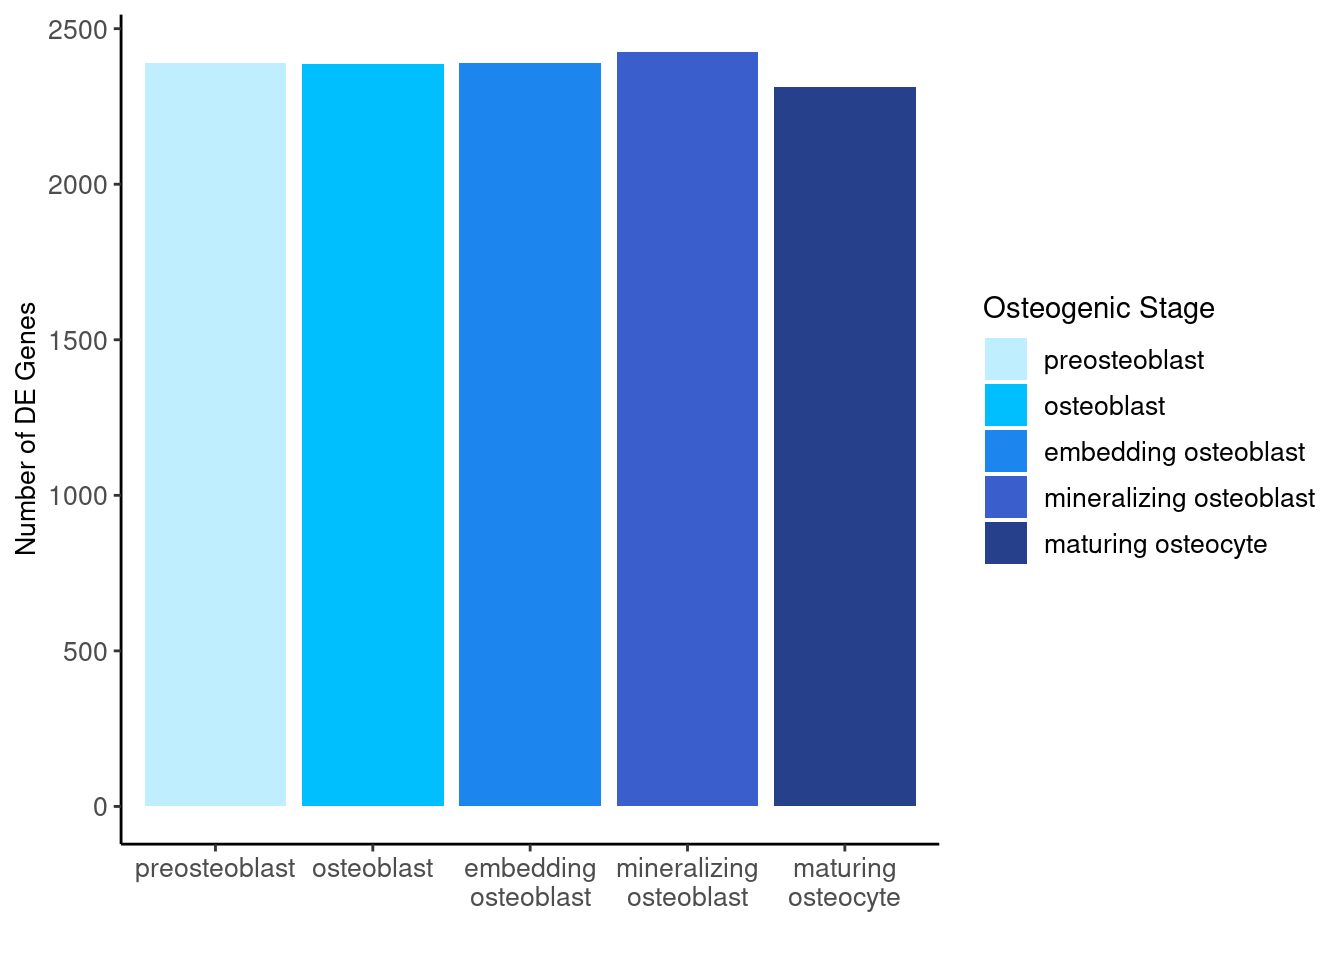 Number of DE Genes
2500
2000
1500
1000
500
0
preosteoblast
osteoblast
embedding
osteoblast
mineralizing
osteoblast
maturing
osteocyte
Osteogenic Stage
preosteoblast
osteoblast
embedding osteoblast
mineralizing osteoblast
maturing osteocyte